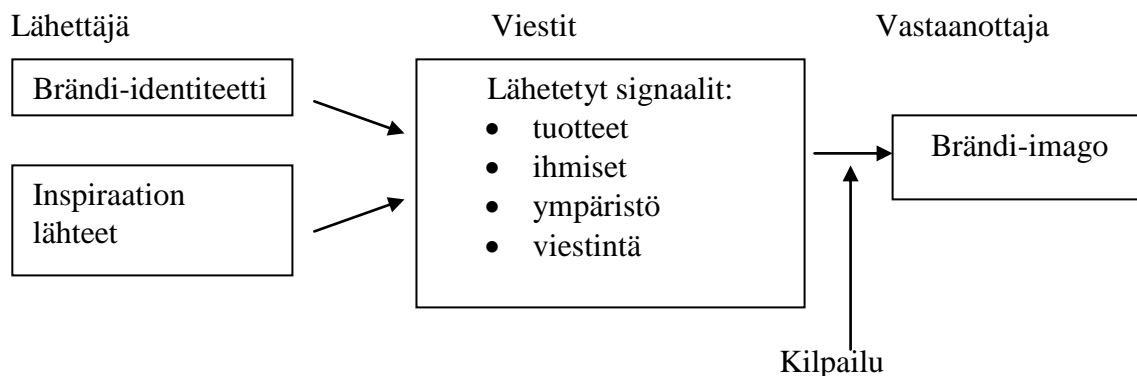 Lähettäjä
Viestit
Vastaanottaja
Brändi-identiteetti
Inspiraation
lähteet
Lähetetyt signaalit:
• tuotteet
• ihmiset
• ympäristö
• viestintä
Brändi-imago
Kilpailu